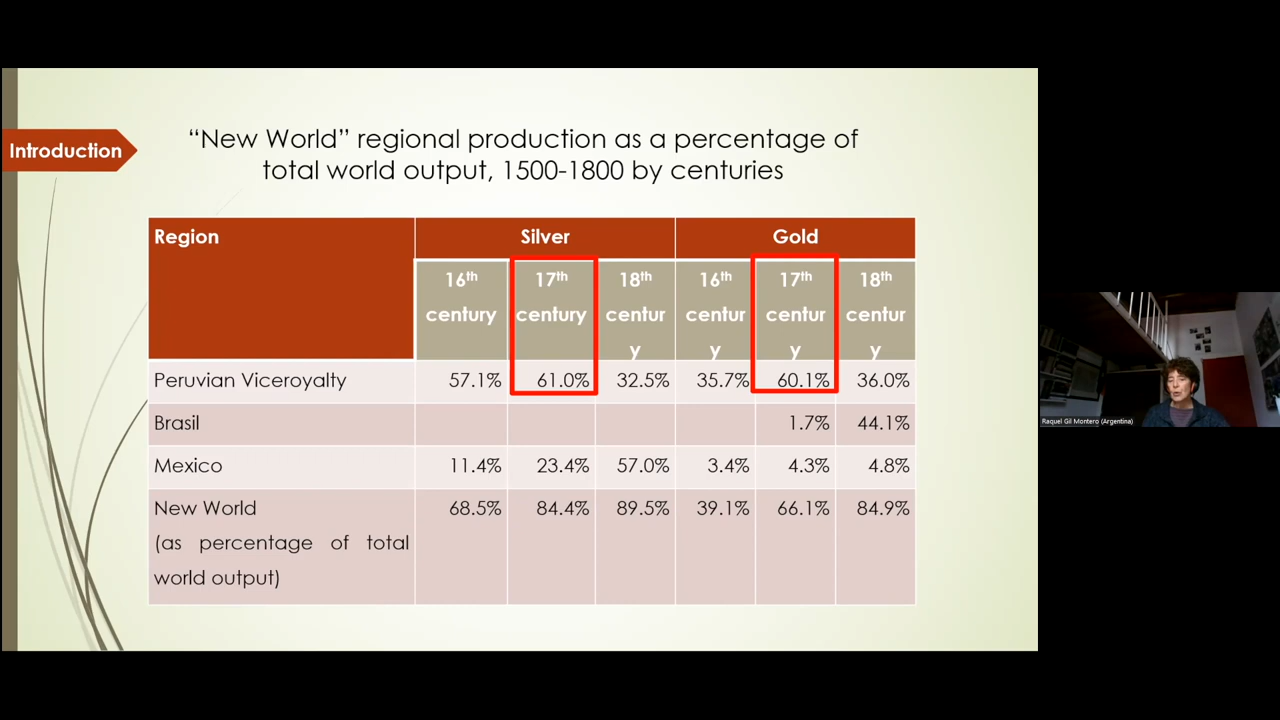 “New World” regional production as a percentage of
total world output, 1500-1800 by centuries
Introduction
Region
Silver
Gold
16th century
17th century
18th centur y
16th centur y
17th centur y
18th centur y
Peruvian Viceroyalty 57.1% 61.0% 32.5% 35.7% 60.1% 36.0%
Brasil 1.7% 44.1%
Mexico 11.4% 23.4% 57.0% 3.4% 4.3% 4.8%
New World 68.5% 84.4% 89.5% 39.1% 66.1% 84.9%
(as percentage of total
world output)
Raquel Gil Montero (Argentina)